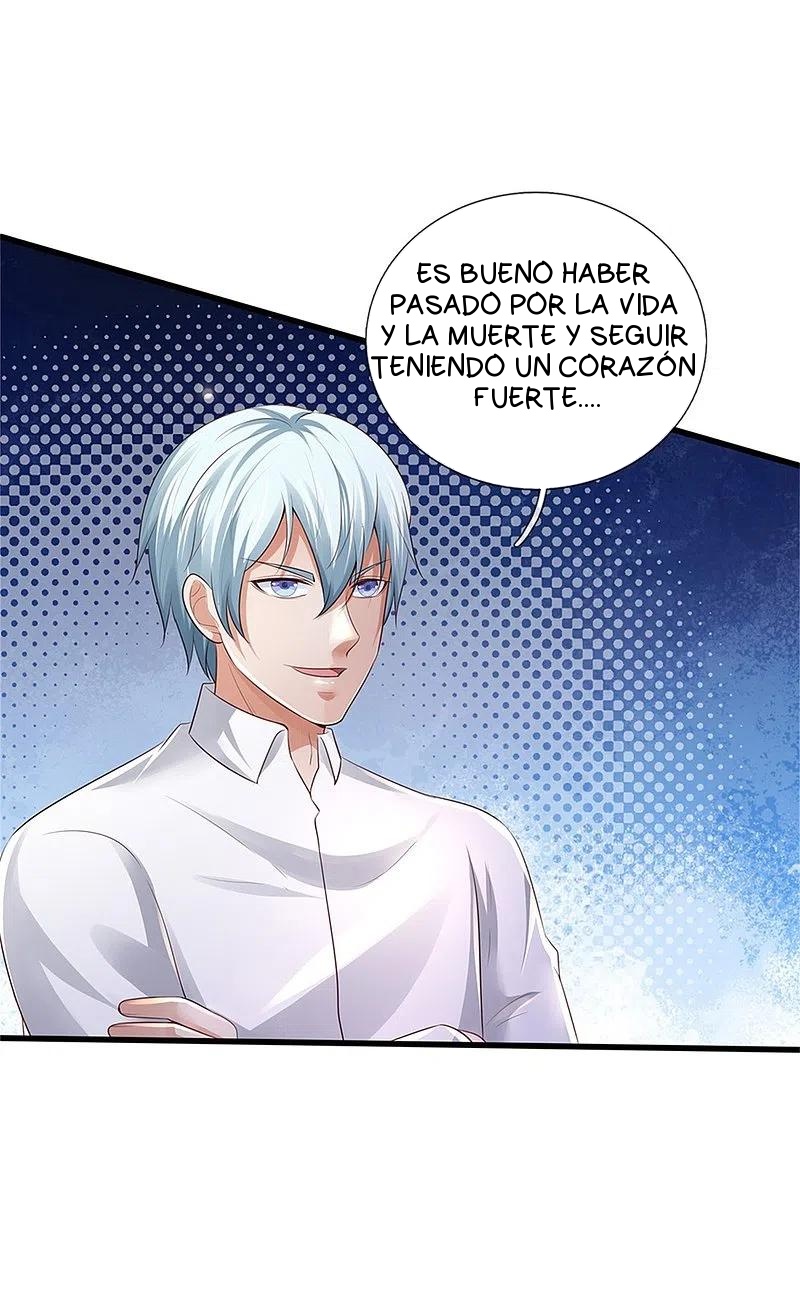 ES BUENO HABER
PASADO POR LA VIDA
Y LA MUERTE Y SEGUIR
TENIENDO UN CORAZÓN
FUERTE....